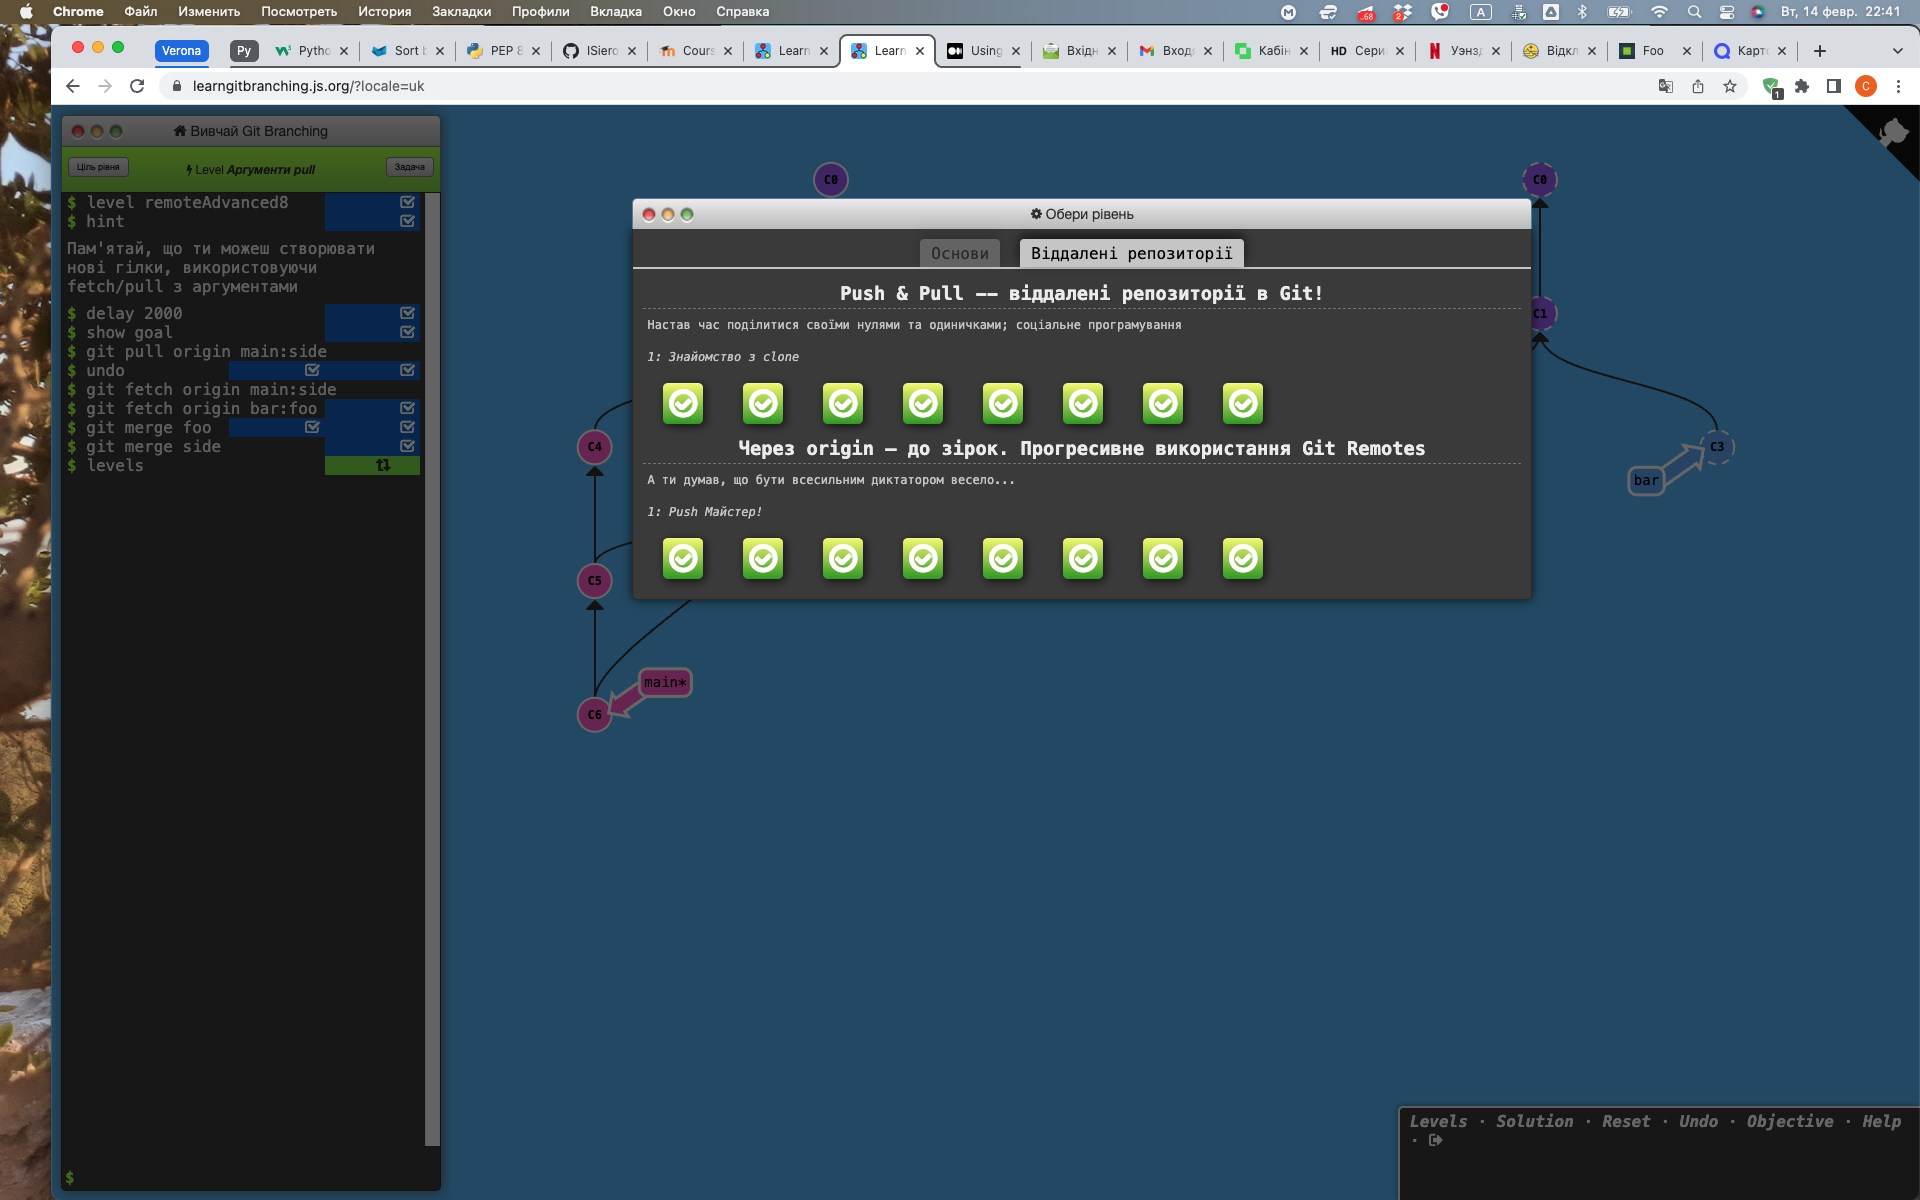 Chrome Файл Изменить Посмотреть История Закладки Профили Вкладка Окно Справка
A Вт, 14 февр. 22:41
Verona Py Pytho Sort b PEP 8 ISiero Cours Learn Learn Using Вхідн Входя Кабін HD Сери Уэнзд Відкл Foo Карто
learngitbranching.js.org/?locale=uk
Вивчай Git Branching
Ціль рівня Level Аргументи pull Задача
$ level remoteAdvanced8
$ hint
Пам'ятай, що ти можеш створювати
нові гілки, використовуючи
fetch/pull з аргументами
$ delay 2000
$ show goal
$ git pull origin main:side
$ undo
$ git fetch origin main:side
$ git fetch origin bar:foo
$ git merge foo
$ git merge side
$ levels
$
C0
C4
C5
C6
main*
C0
C1
C3
bar
Обери рівень
Основи Віддалені репозиторії
Push & Pull –– віддалені репозиторії в Git!
Настав час поділитися своїми нулями та одиничками; соціальне програмування
1: Знайомство з clone
Через origin – до зірок. Прогресивне використання Git Remotes
А ти думав, що бути всесильним диктатором весело...
1: Push Майстер!
Levels · Solution · Reset · Undo · Objective · Help
·